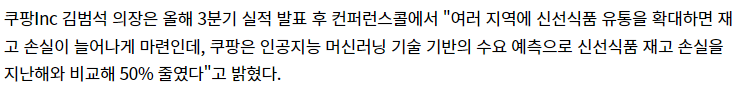 쿠팡Inc 김범석 의장은 올해 3분기 실적 발표 후 컨퍼런스콜에서 "여러 지역에 신선식품 유통을 확대하면 재
고 손실이 늘어나게 마련인데, 쿠팡은 인공지능 머신러닝 기술 기반의 수요 예측으로 신선식품 재고 손실을
지난해와 비교해 50% 줄였다"고 밝혔다.